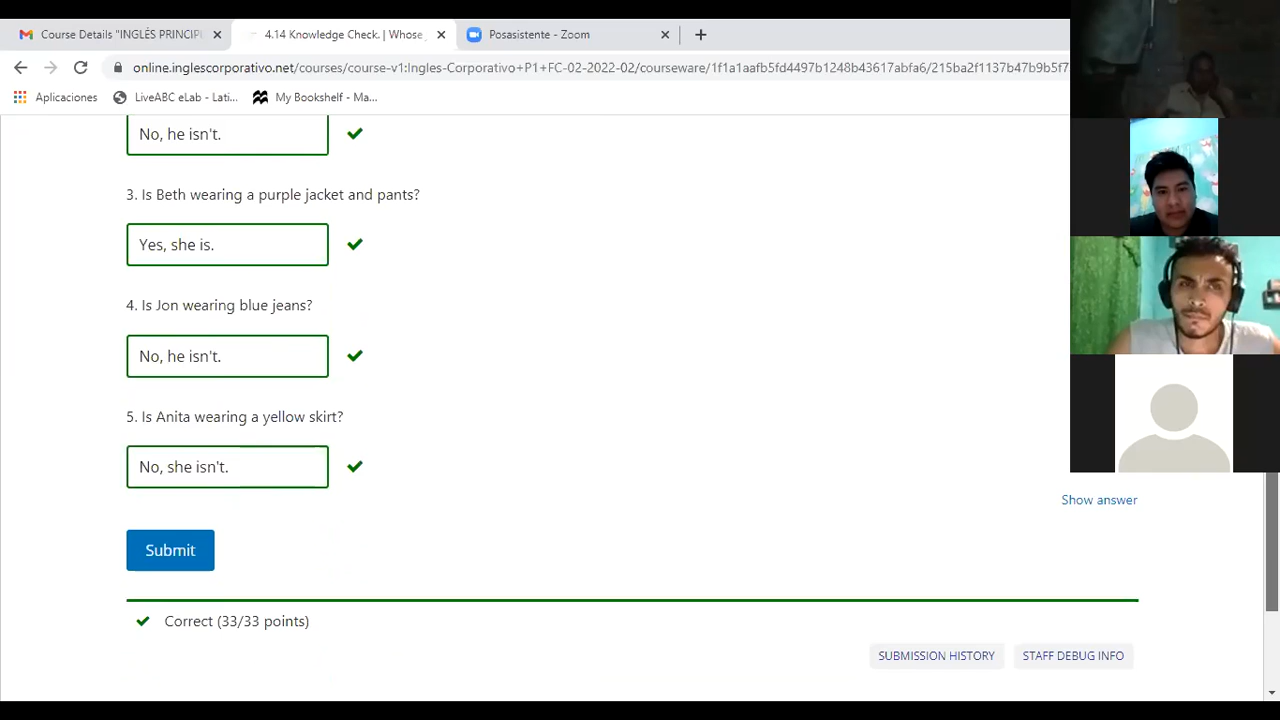 Course Details "INGLÉS PRINCIPI
4.14 Knowledge Check. | Whose
Posasistente - Zoom
online.inglescorporativo.net/courses/course-v1:Ingles-Corporativo+P1+FC-02-2022-02/courseware/1f1a1aafb5fd4497b1248b43617abfa6/215ba2f1137b47b9b5f7
Aplicaciones
LiveABC eLab - Lati...
My Bookshelf - Ma...
No, he isn't.
3. Is Beth wearing a purple jacket and pants?
Yes, she is.
4. Is Jon wearing blue jeans?
No, he isn't.
5. Is Anita wearing a yellow skirt?
No, she isn't.
Show answer
Submit
Correct (33/33 points)
SUBMISSION HISTORY
STAFF DEBUG INFO